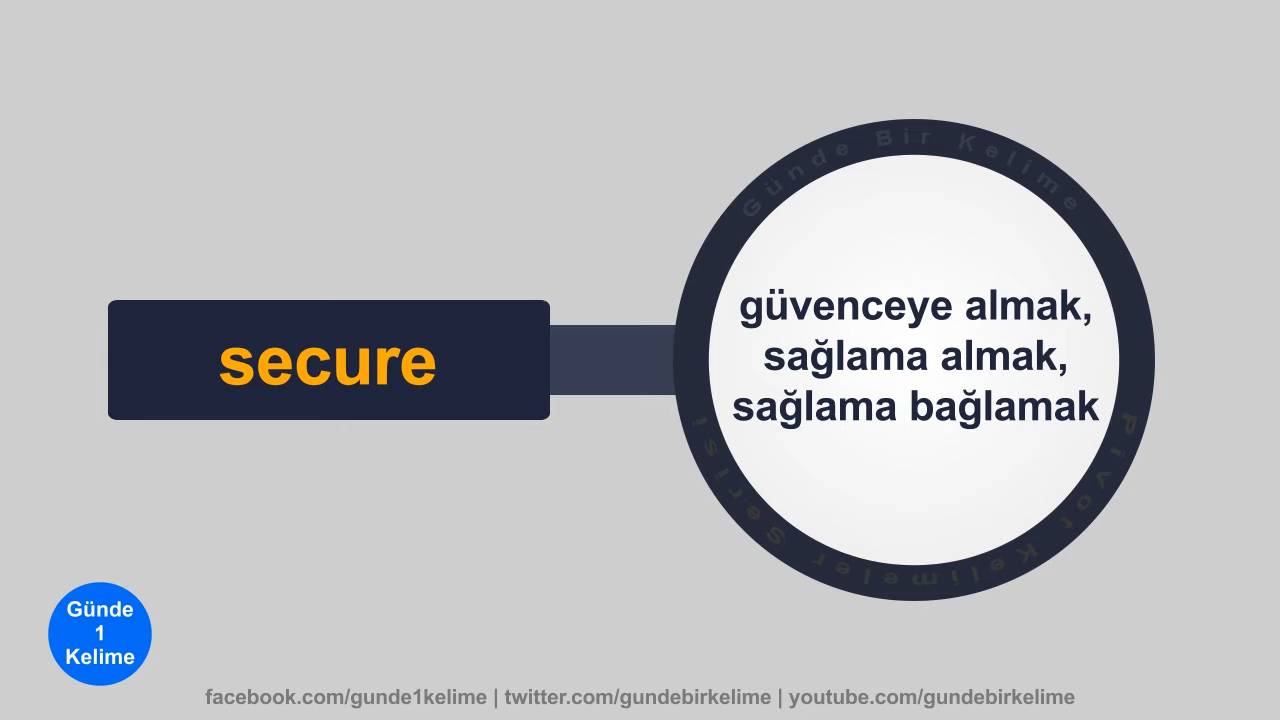 Günde Bir Kelime
secure
güvenceye almak,
sağlama almak,
sağlama bağlamak
Pivot Kelimeler Serisi
Günde
1
Kelime
facebook.com/gunde1kelime | twitter.com/gundebirkelime | youtube.com/gundebirkelime